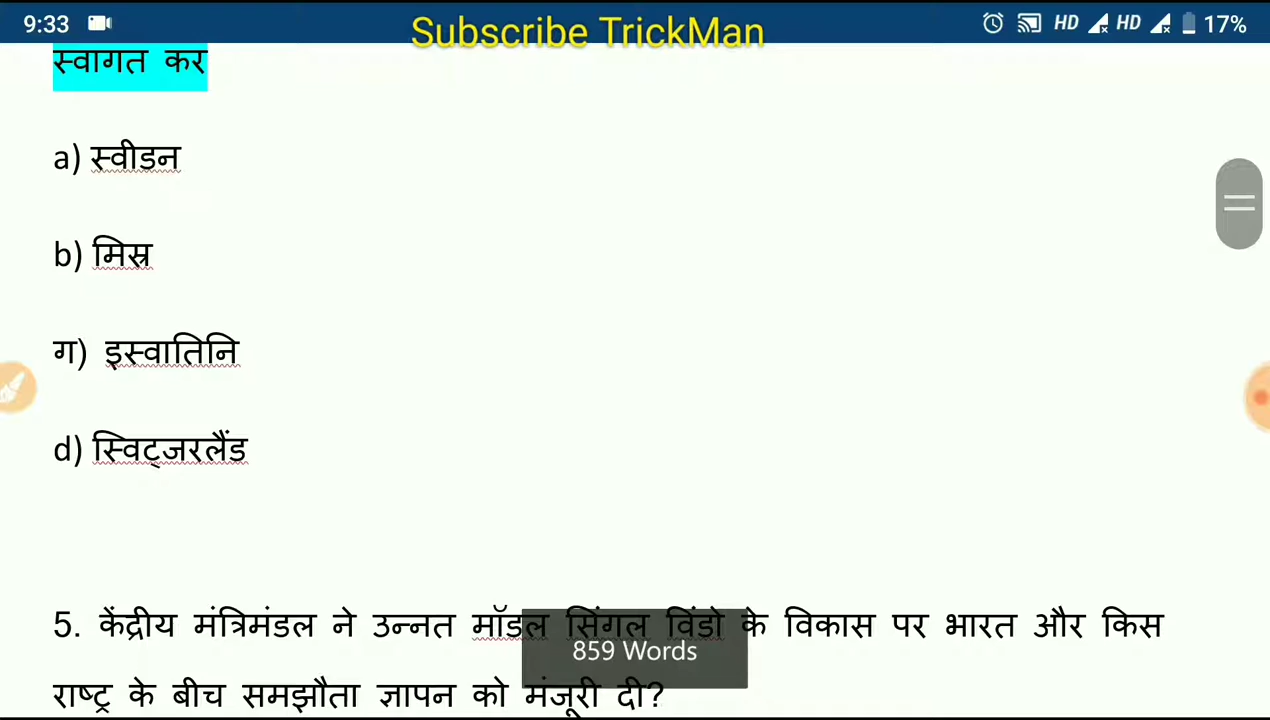 9:33
Subscribe TrickMan
HD HD 17%
स्वागत कर
a) स्वीडन
b) मिस्र
ग) इस्वातिनि
d) स्विट्जरलैंड
5. केंद्रीय मंत्रिमंडल ने उन्नत मॉडल सिंगल विंडो के विकास पर भारत और किस
859 Words
राष्ट्र के बीच समझौता ज्ञापन को मंजूरी दी?